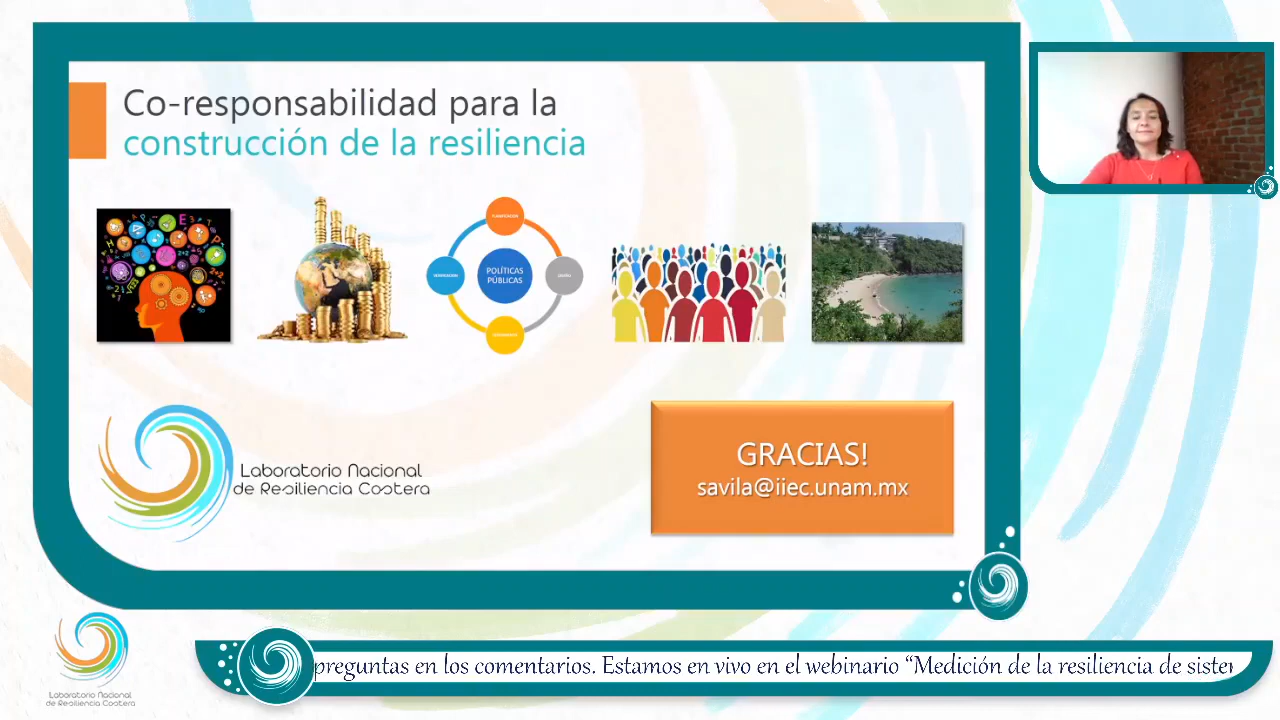 Co-responsabilidad para la
construcción de la resiliencia
POLÍTICAS
PÚBLICAS
Laboratorio Nacional
de Resiliencia Costera
GRACIAS!
savila@iiec.unam.mx
Laboratorio Nacional
de Resiliencia Costera
preguntas en los comentarios. Estamos en vivo en el webinario “Medición de la resiliencia de